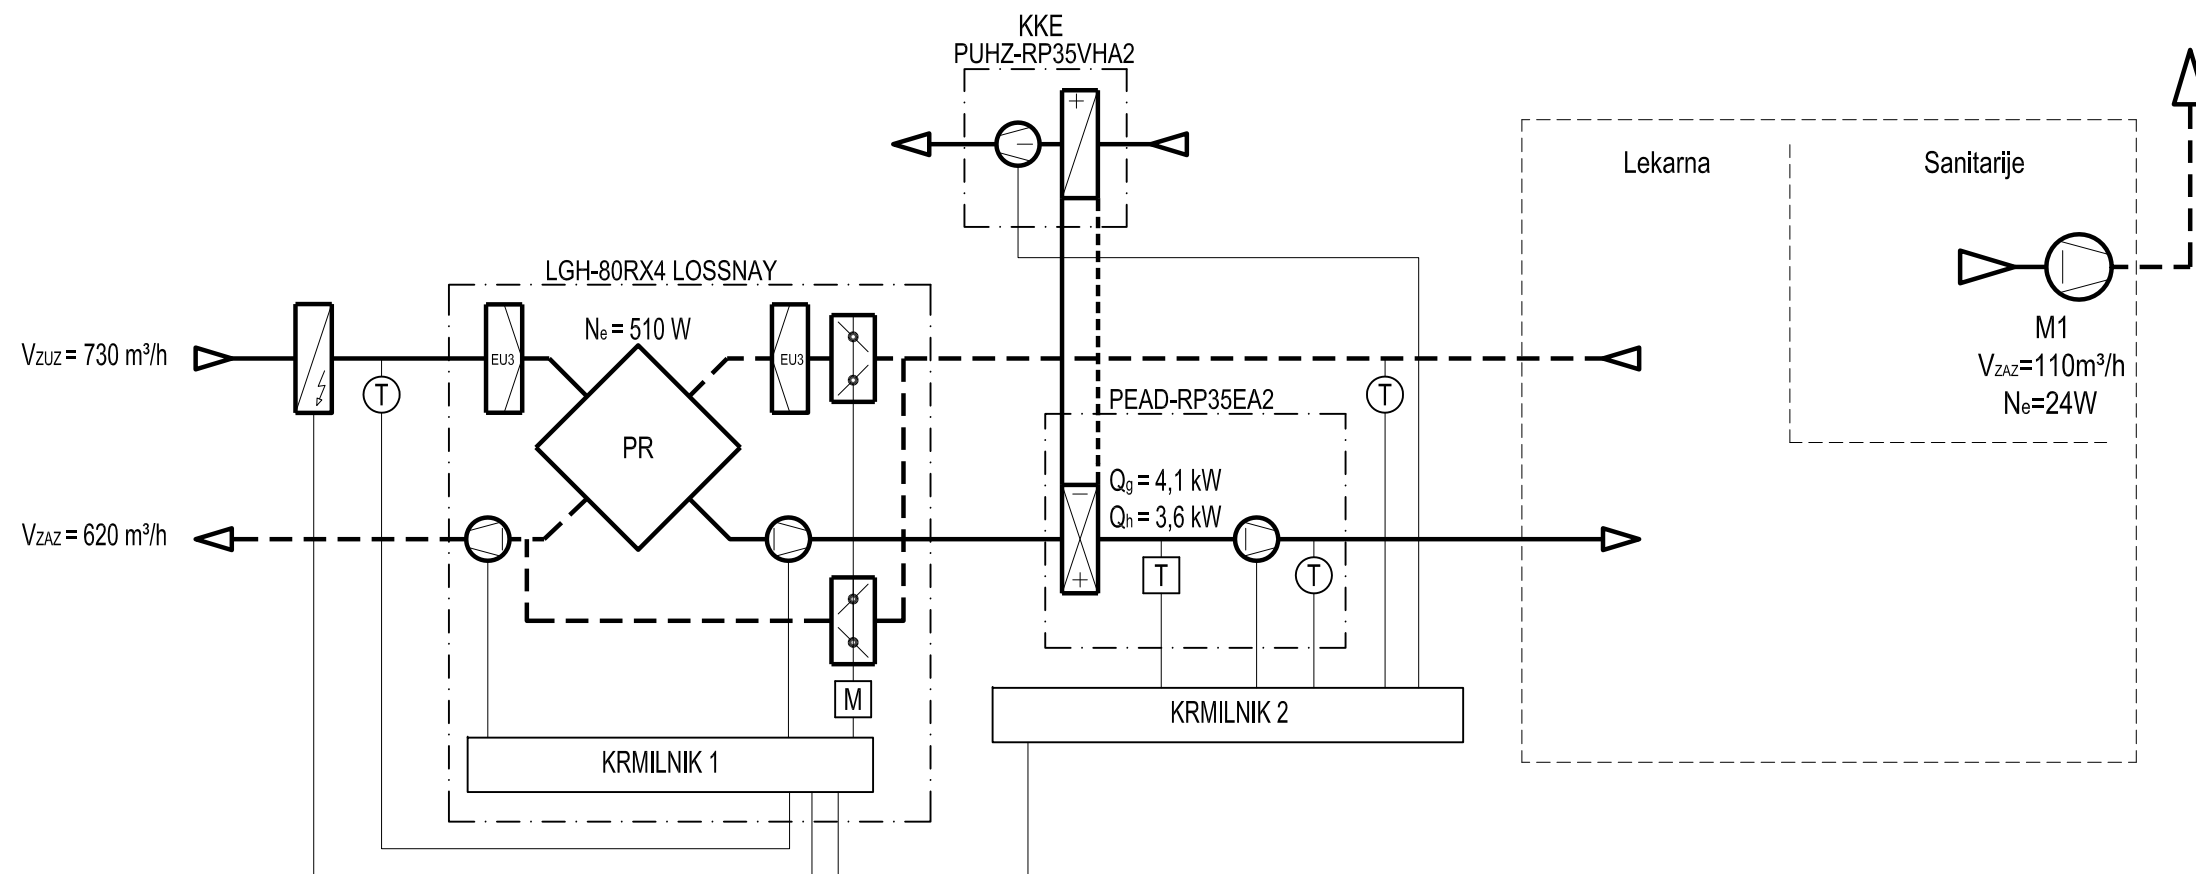 KKE
PUHZ-RP35VHA2
Lekarna
Sanitarije
LGH-80RX4 LOSSNAY
Ne = 510 W
VZUZ = 730 m³/h
EU3
EU3
T
T
M1
VZAZ=110m³/h
Ne=24W
PEAD-RP35EA2
PR
Qg = 4,1 kW
Qh = 3,6 kW
VZAZ = 620 m³/h
T
T
M
KRMILNIK 2
KRMILNIK 1